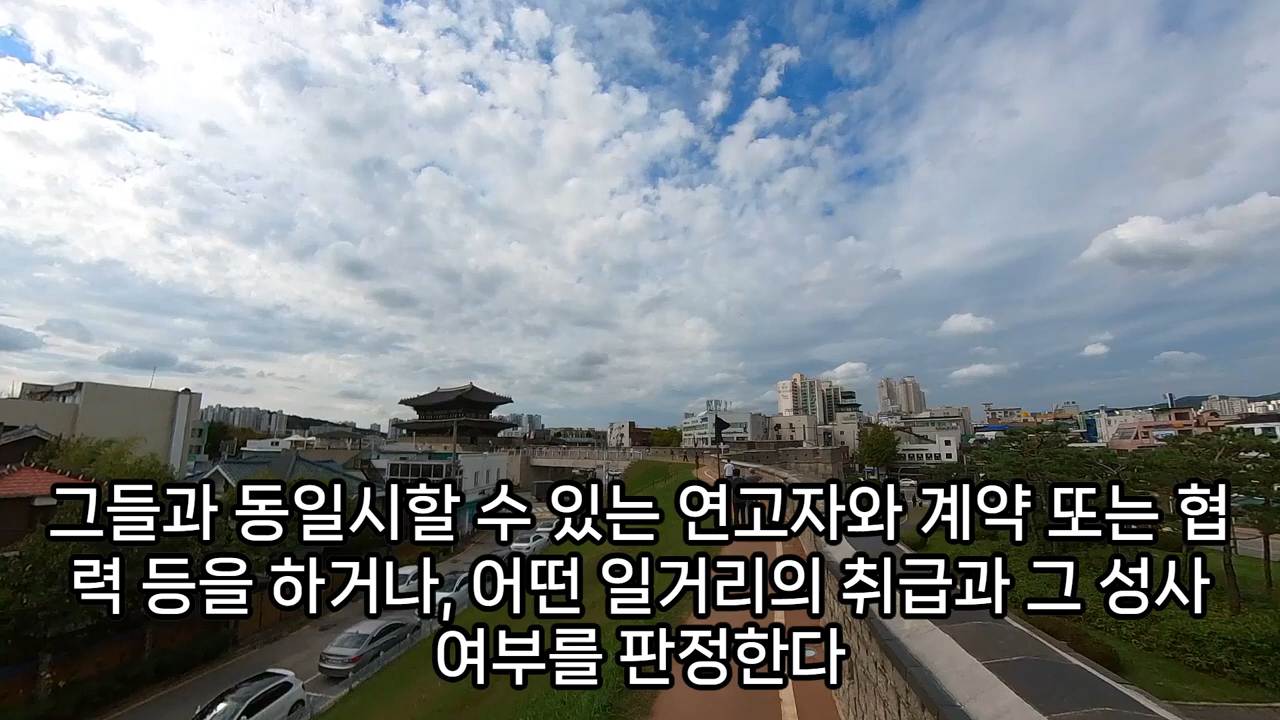 그들과 동일시할 수 있는 연고자와 계약 또는 협
력 등을 하거나, 어떤 일거리의 취급과 그 성사
여부를 판정한다